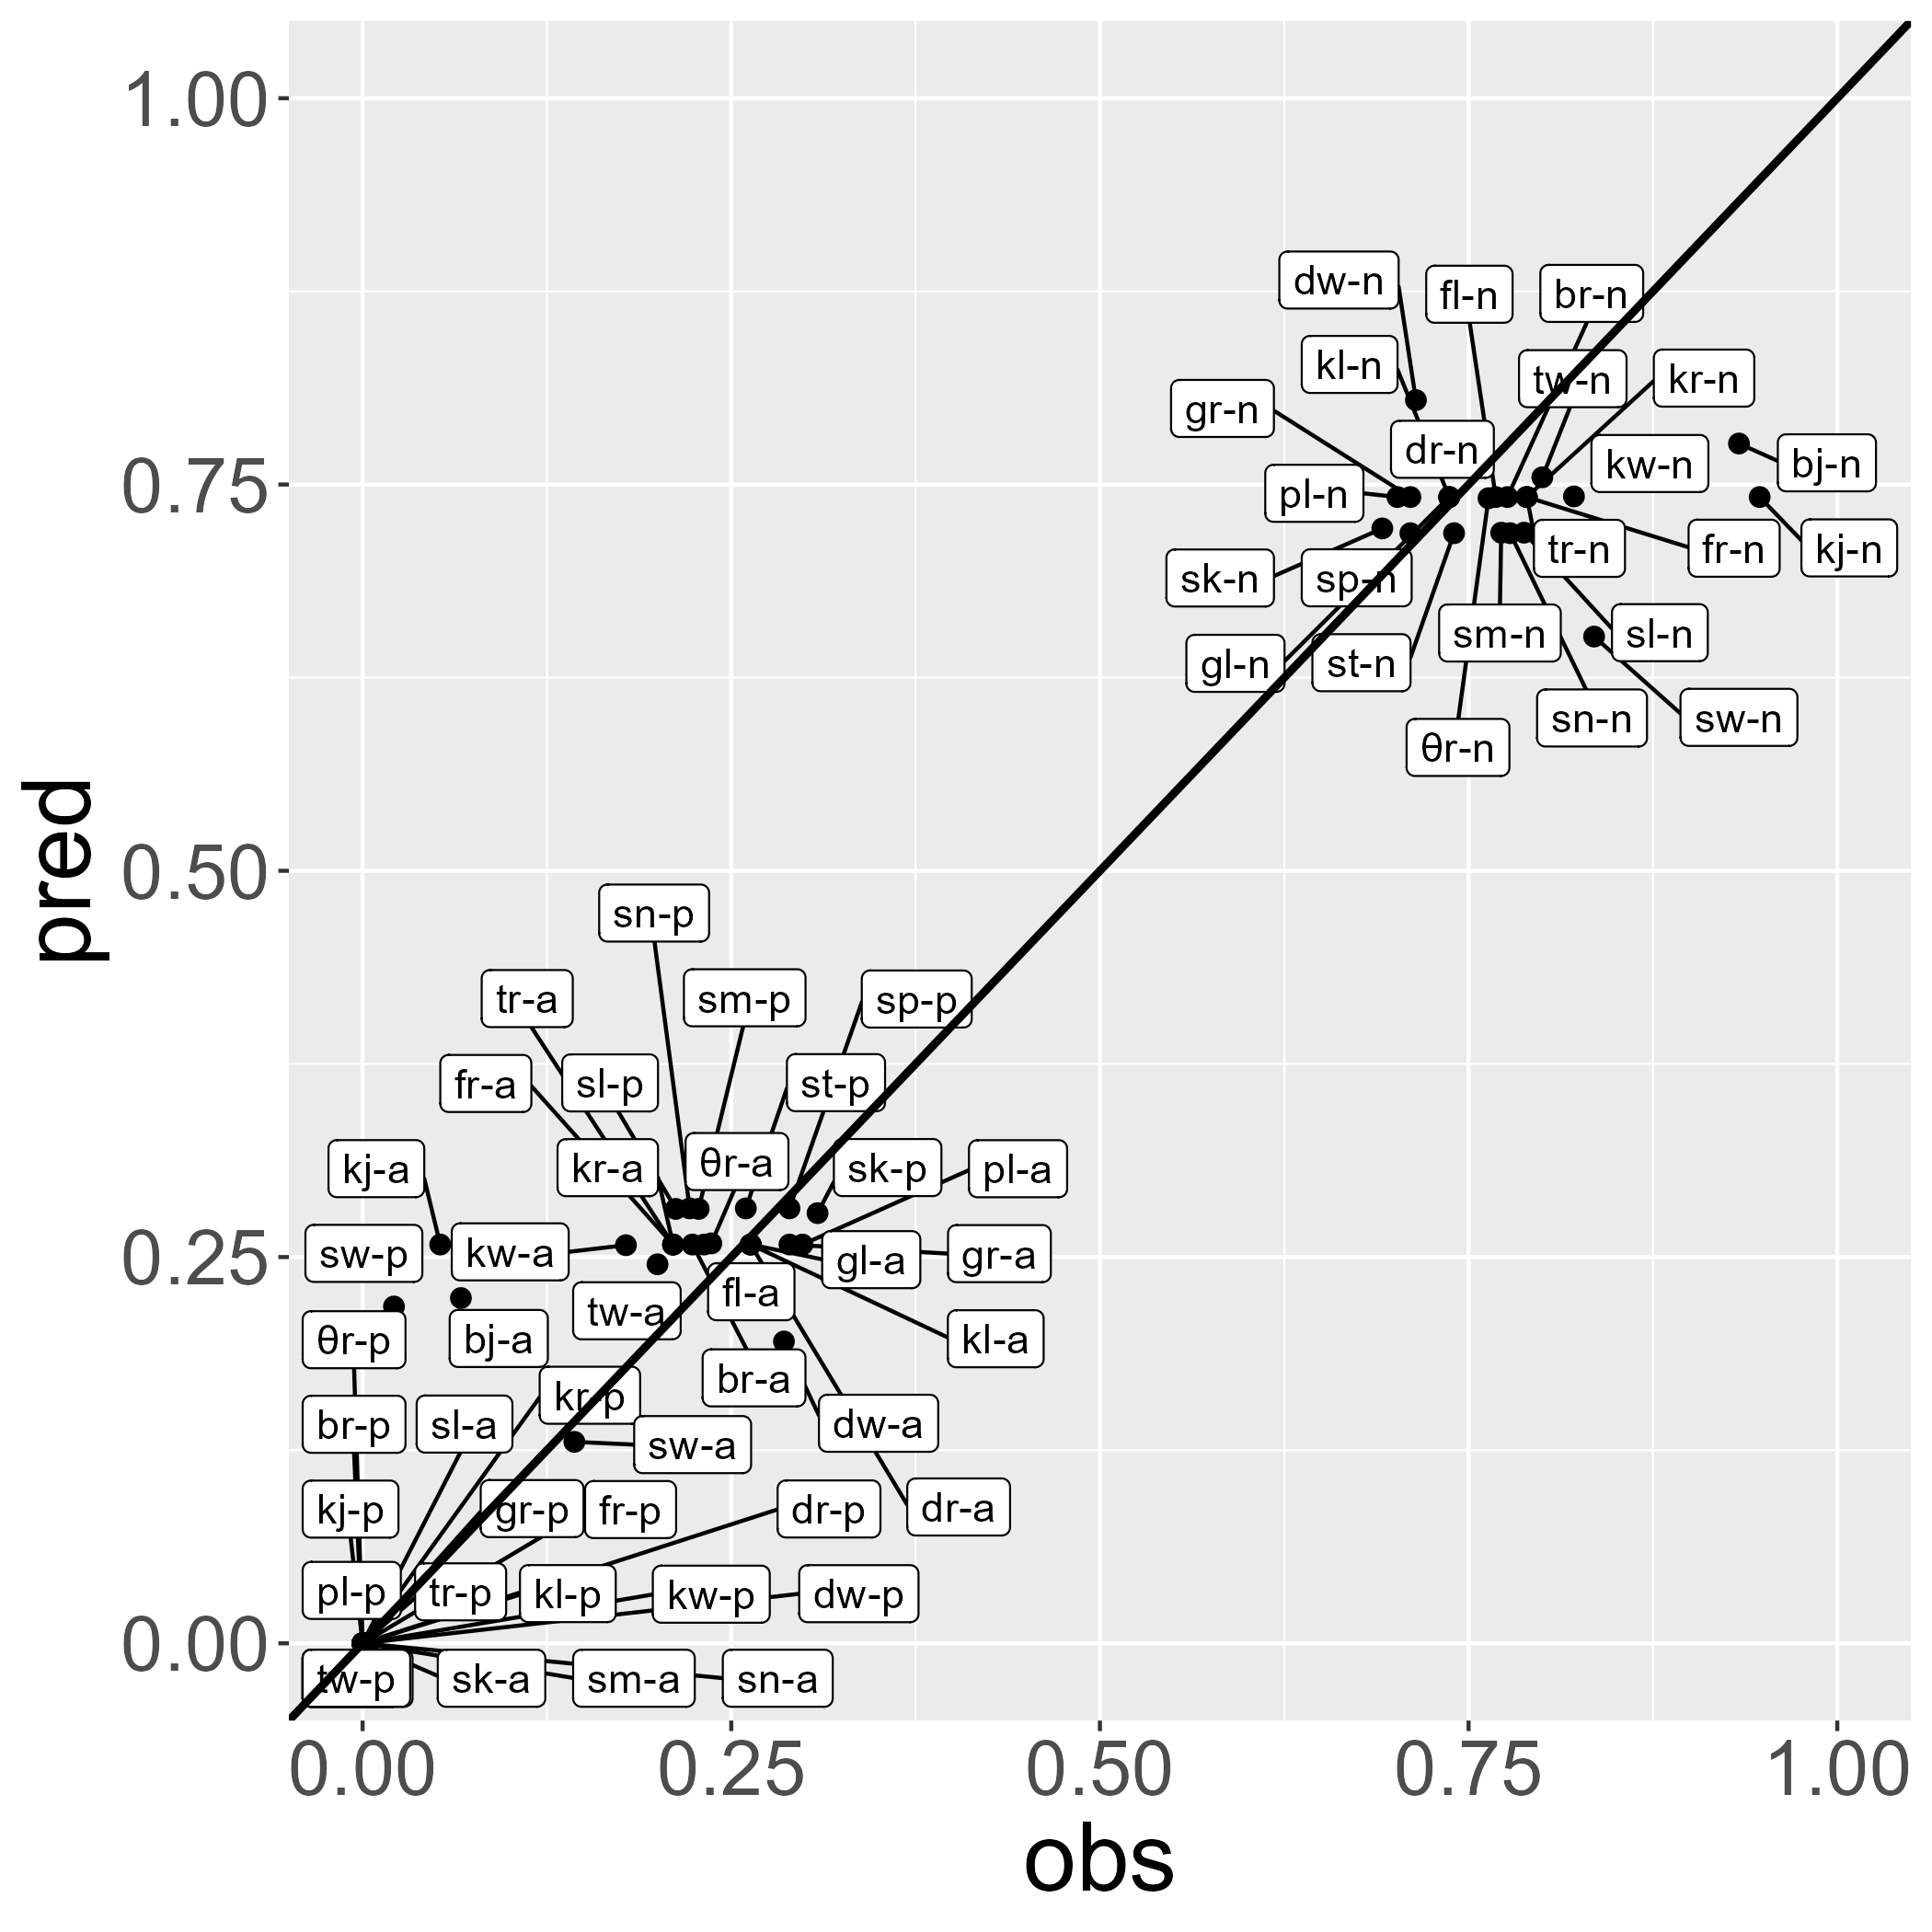 1.00
0.75
0.50
0.25
0.00
pred
dw-n
fl-n
br-n
kl-n
tw-n
kr-n
gr-n
dr-n
kw-n
bj-n
pl-n
sk-n
sp-n
tr-n
fr-n
kj-n
gl-n
st-n
sm-n
sl-n
θr-n
sn-n
sw-n
sn-p
tr-a
sm-p
sp-p
fr-a
sl-p
st-p
kj-a
kr-a
θr-a
sk-p
pl-a
sw-p
kw-a
gl-a
gr-a
θr-p
bj-a
tw-a
fl-a
kl-a
br-p
sl-a
kr-p
br-a
sw-a
dw-a
kj-p
gr-p
fr-p
dr-p
dr-a
pl-p
tr-p
kl-p
kw-p
dw-p
tw-p
sk-a
sm-a
sn-a
0.00
0.25
0.50
0.75
1.00
obs